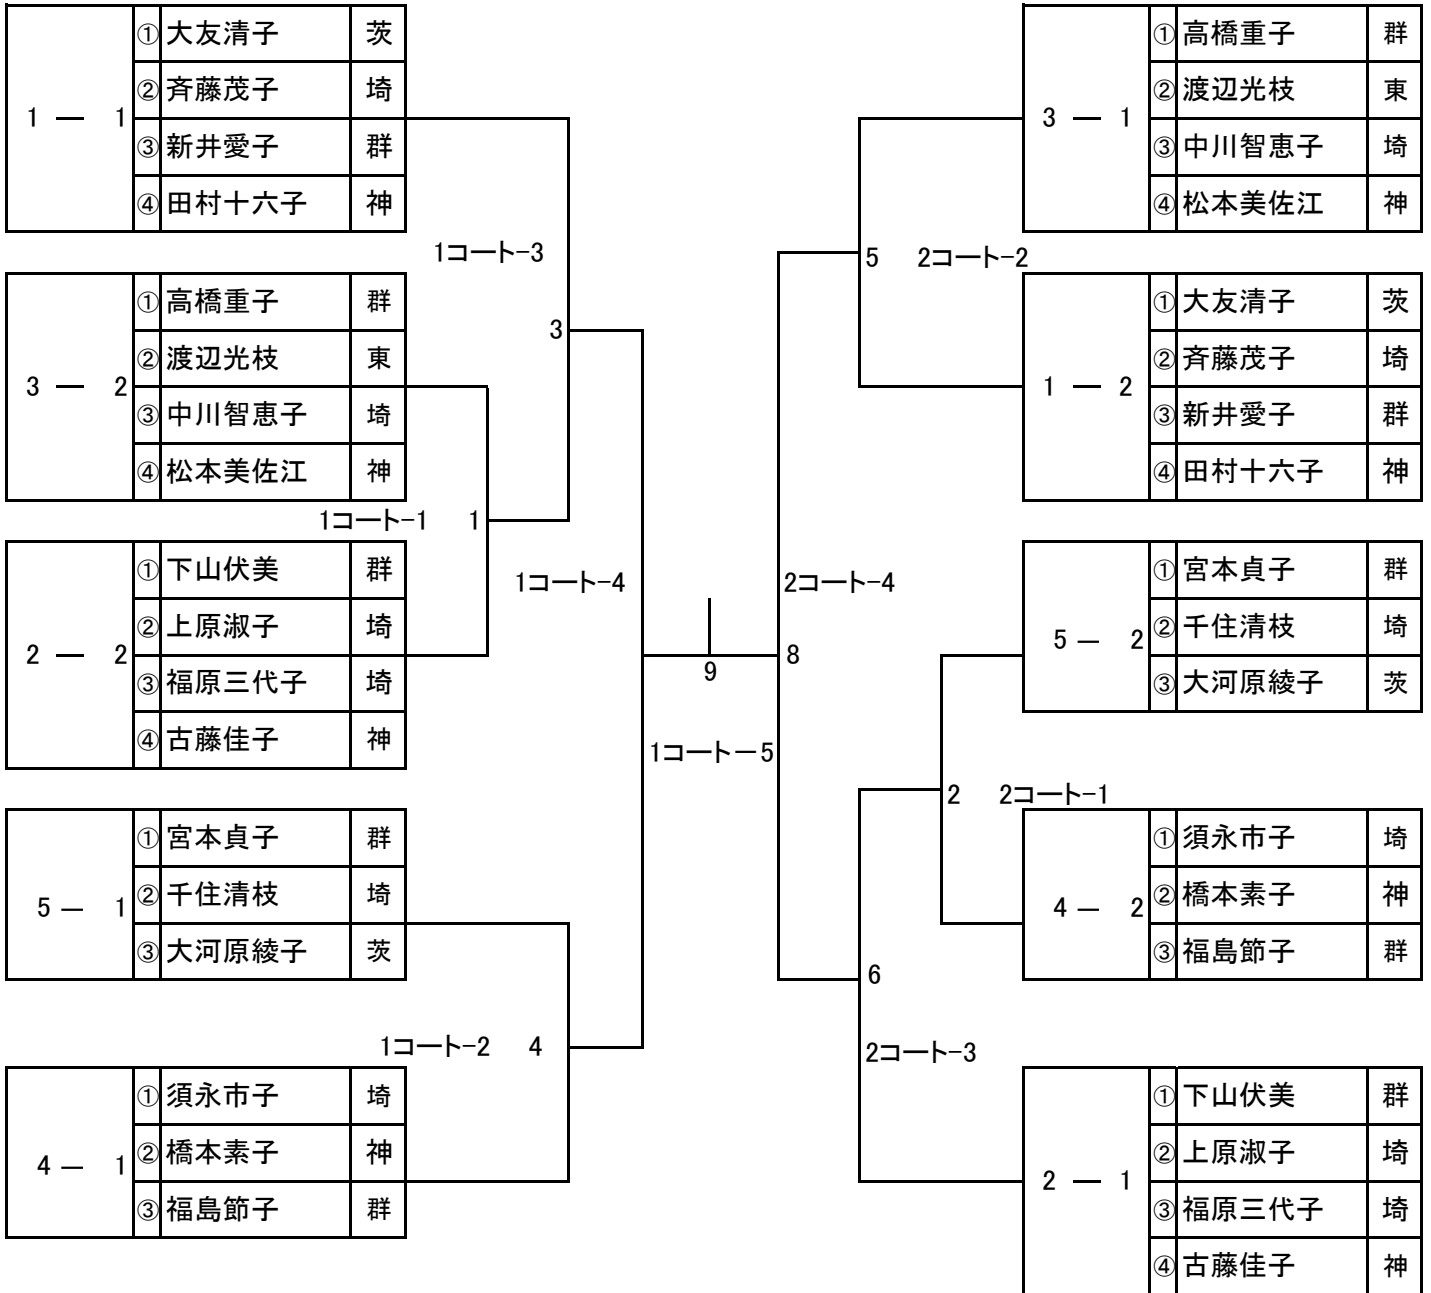 1 ― 1
① 大友清子 茨
② 斉藤茂子 埼
③ 新井愛子 群
④ 田村十六子 神
1コート-3
3
3 ― 2
① 高橋重子 群
② 渡辺光枝 東
③ 中川智恵子 埼
④ 松本美佐江 神
1コート-1 1
2 ― 2
① 下山伏美 群
② 上原淑子 埼
③ 福原三代子 埼
④ 古藤佳子 神
1コート-4
5 ― 1
① 宮本貞子 群
② 千住清枝 埼
③ 大河原綾子 茨
1コート-2 4
4 ― 1
① 須永市子 埼
② 橋本素子 神
③ 福島節子 群
9
1コート－5
3 ― 1
① 高橋重子 群
② 渡辺光枝 東
③ 中川智恵子 埼
④ 松本美佐江 神
5 2コート-2
1 ― 2
① 大友清子 茨
② 斉藤茂子 埼
③ 新井愛子 群
④ 田村十六子 神
2コート-4
8
5 ― 2
① 宮本貞子 群
② 千住清枝 埼
③ 大河原綾子 茨
2 2コート-1
4 ― 2
① 須永市子 埼
② 橋本素子 神
③ 福島節子 群
6
2コート-3
2 ― 1
① 下山伏美 群
② 上原淑子 埼
③ 福原三代子 埼
④ 古藤佳子 神